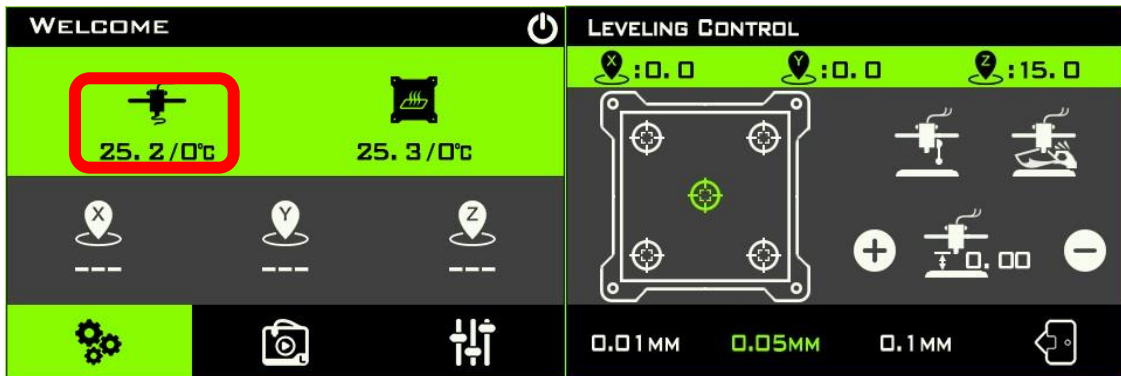 WELCOME
25.2/0℃
25.3/0℃
X
Y
Z
---
---
---
L
LEVELING CONTROL
X:0.0
Y:0.0
Z:15.0
0.00
0.01MM
0.05MM
0.1MM